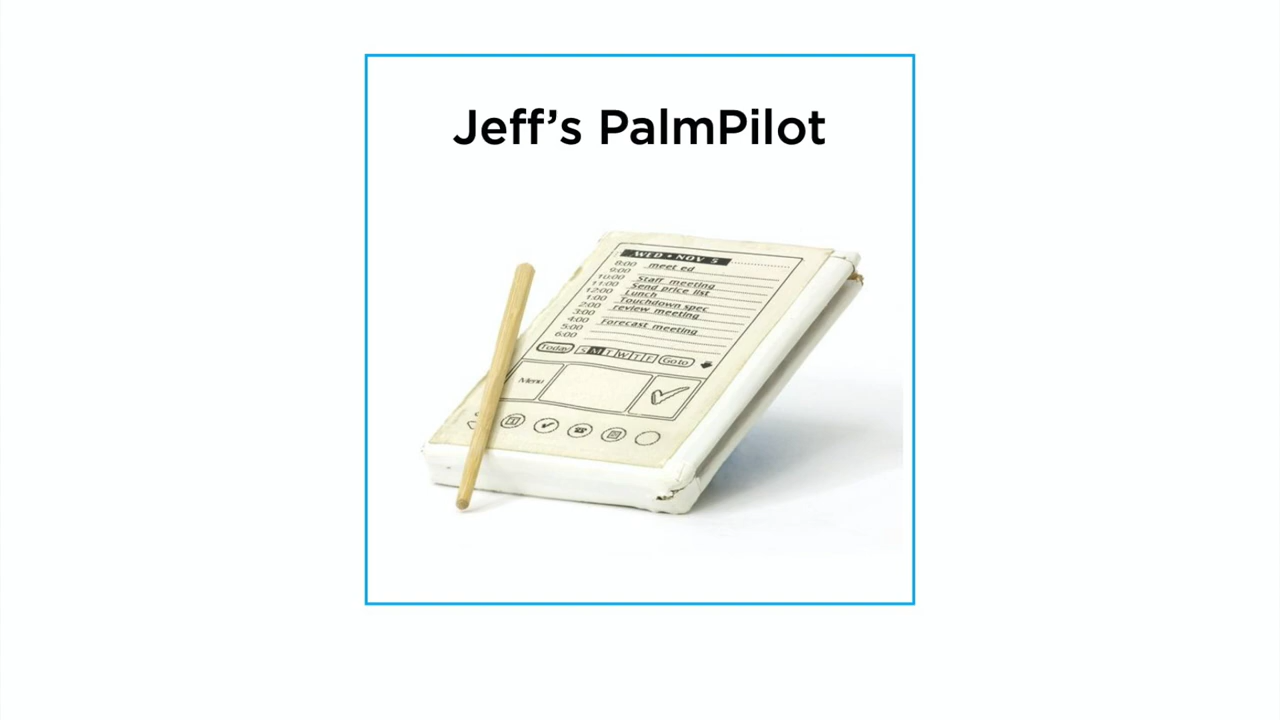 Jeff's PalmPilot
WED • NOV 5
8:00 meet ed
9:00
10:00 Staff meeting
11:00 Send price list
12:00 Lunch
1:00 Touchdown spec
2:00 review meeting
3:00
4:00 Forecast meeting
5:00
6:00
Today S M T W T F Go to
Menu